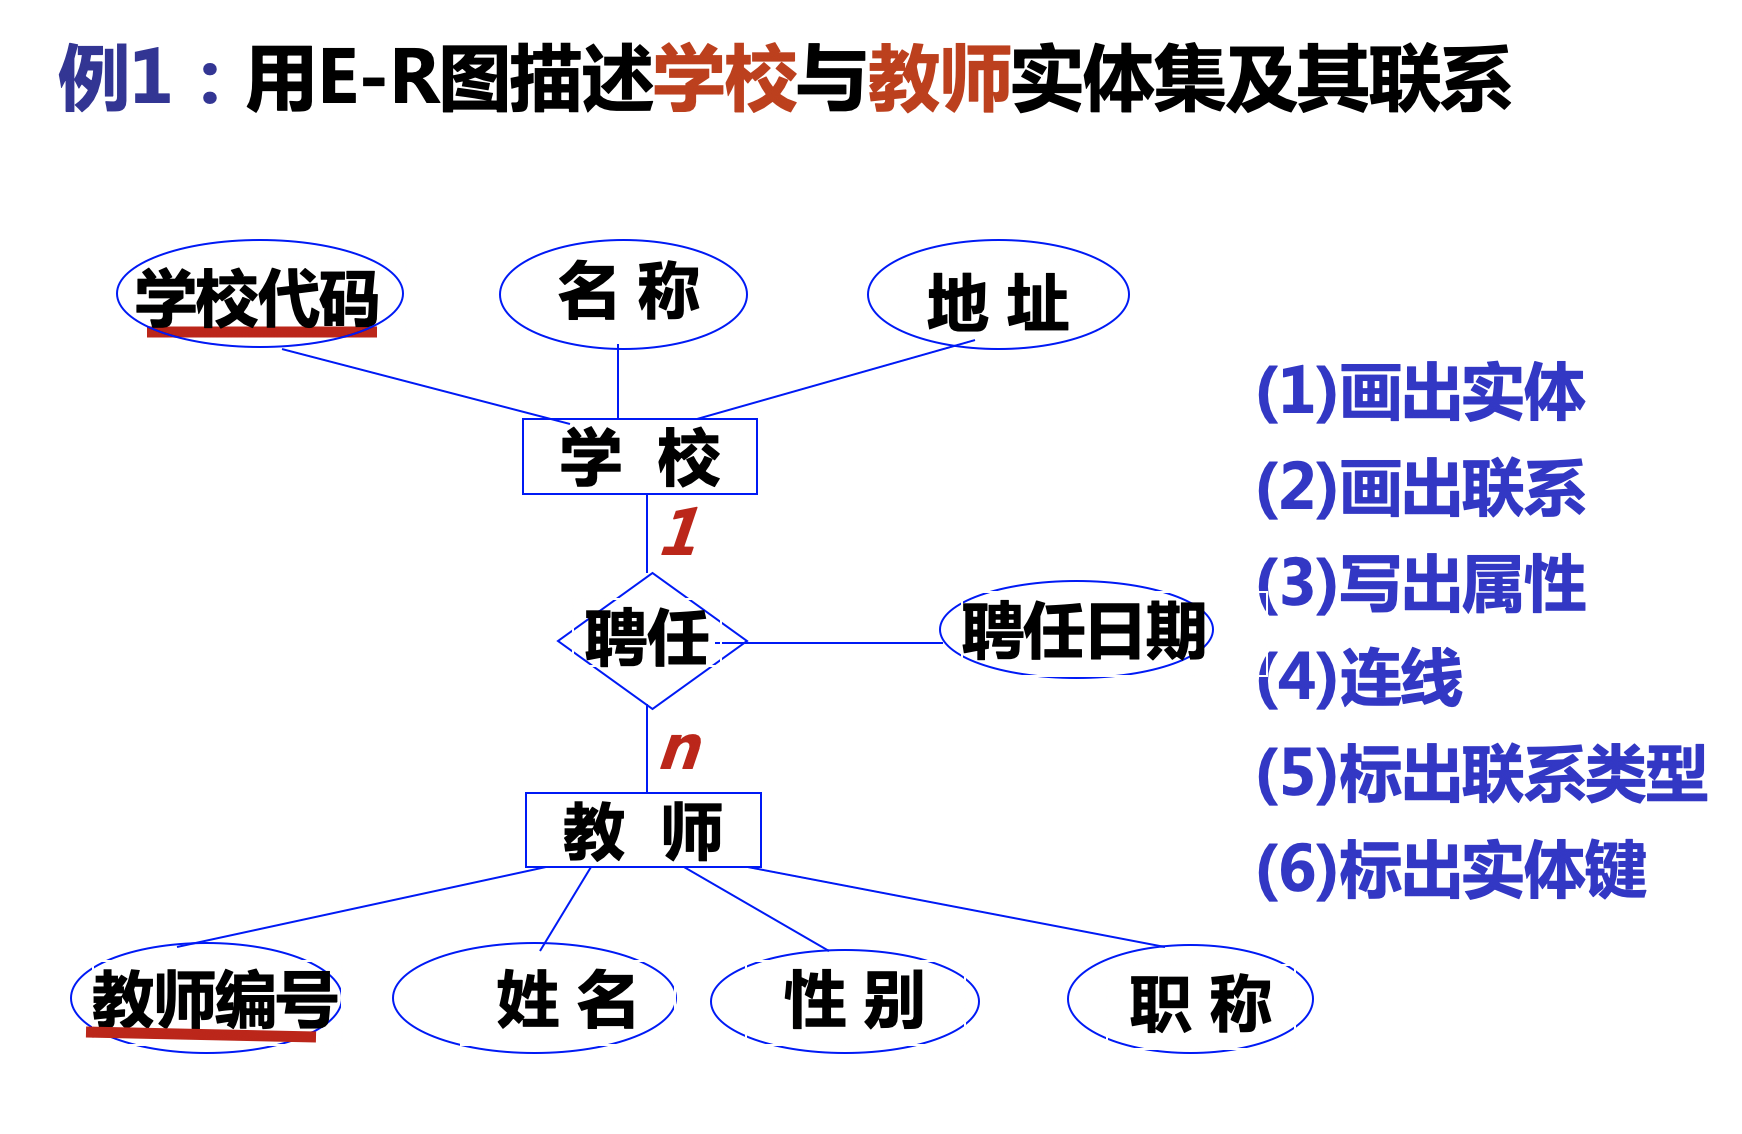 例1：用E-R图描述学校与教师实体集及其联系
学校代码
名 称
地 址
学 校
1
聘任
聘任日期
n
教 师
教师编号
姓 名
性 别
职 称
(1)画出实体
(2)画出联系
(3)写出属性
(4)连线
(5)标出联系类型
(6)标出实体键